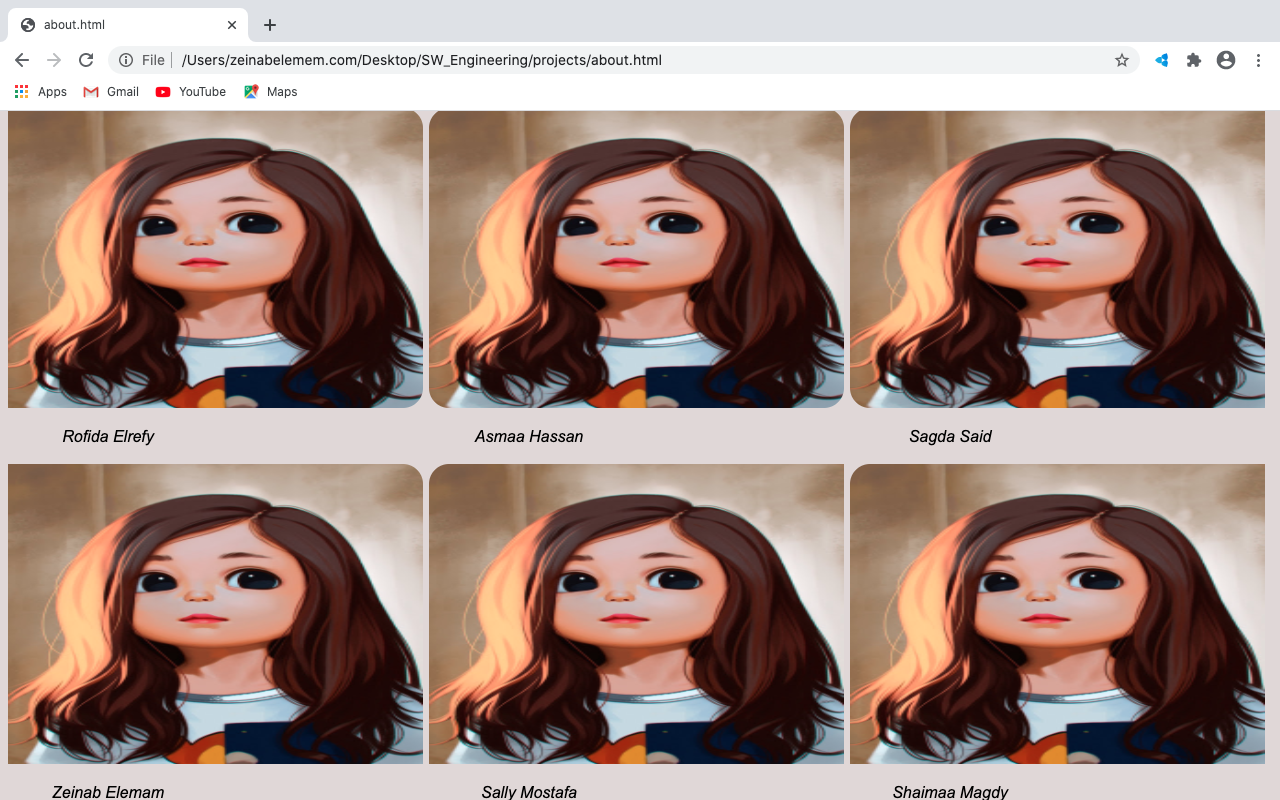 about.html
File /Users/zeinabelemem.com/Desktop/SW_Engineering/projects/about.html
Apps Gmail YouTube Maps
Rofida Elrefy Asmaa Hassan Sagda Said
Zeinab Elemam Sally Mostafa Shaimaa Magdy